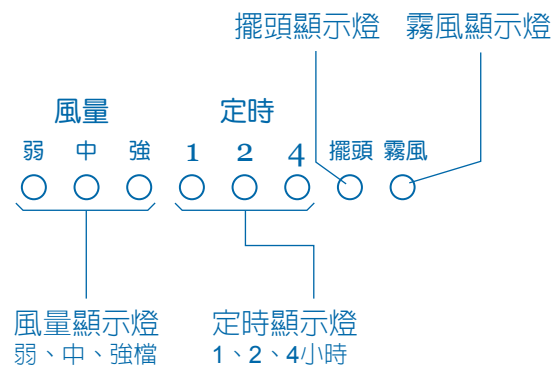 擺頭顯示燈 霧風顯示燈
風量 定時
弱 中 強 1 2 4 擺頭 霧風
風量顯示燈 定時顯示燈
弱、中、強檔 1、2、4小時